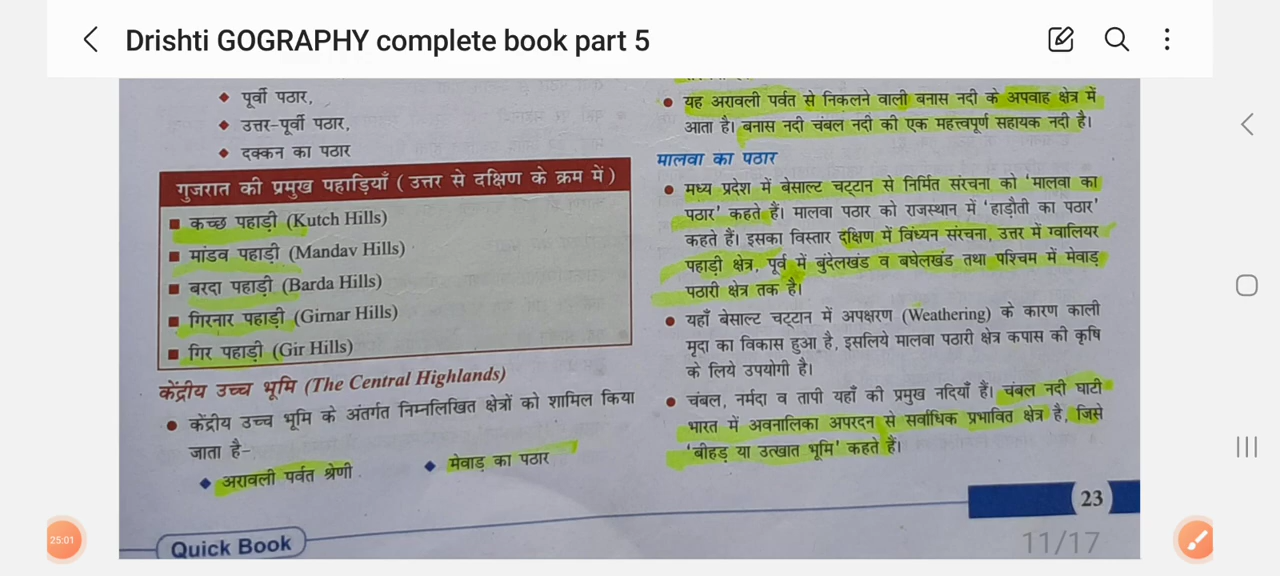 Drishti GOGRAPHY complete book part 5
पूर्वी पठार,
उत्तर-पूर्वी पठार,
दक्कन का पठार
गुजरात की प्रमुख पहाड़ियाँ ( उत्तर से दक्षिण के क्रम में )
कच्छ पहाड़ी (Kutch Hills)
मांडव पहाड़ी (Mandav Hills)
बरदा पहाड़ी (Barda Hills)
गिरनार पहाड़ी (Girnar Hills)
गिर पहाड़ी (Gir Hills)
केंद्रीय उच्च भूमि (The Central Highlands)
केंद्रीय उच्च भूमि के अंतर्गत निम्नलिखित क्षेत्रों को शामिल किया
जाता है-
अरावली पर्वत श्रेणी
मेवाड़ का पठार
Quick Book
यह अरावली पर्वत से निकलने वाली बनास नदी के अपवाह क्षेत्र में
आता है। बनास नदी चंबल नदी की एक महत्त्वपूर्ण सहायक नदी है।
मालवा का पठार
मध्य प्रदेश में बेसाल्ट चट्टान से निर्मित संरचना को 'मालवा का
पठार' कहते हैं। मालवा पठार को राजस्थान में 'हाड़ौती का पठार'
कहते हैं। इसका विस्तार दक्षिण में विंध्यन संरचना, उत्तर में ग्वालियर
पहाड़ी क्षेत्र, पूर्व में बुंदेलखंड व बघेलखंड तथा पश्चिम में मेवाड़
पठारी क्षेत्र तक है।
यहाँ बेसाल्ट चट्टान में अपक्षरण (Weathering) के कारण काली
मृदा का विकास हुआ है, इसलिये मालवा पठारी क्षेत्र कपास की कृषि
के लिये उपयोगी है।
चंबल, नर्मदा व तापी यहाँ की प्रमुख नदियाँ हैं। चंबल नदी घाटी
भारत में अवनालिका अपरदन से सर्वाधिक प्रभावित क्षेत्र है, जिसे
'बीहड़ या उत्खात भूमि' कहते हैं।
23
11/17
25:01